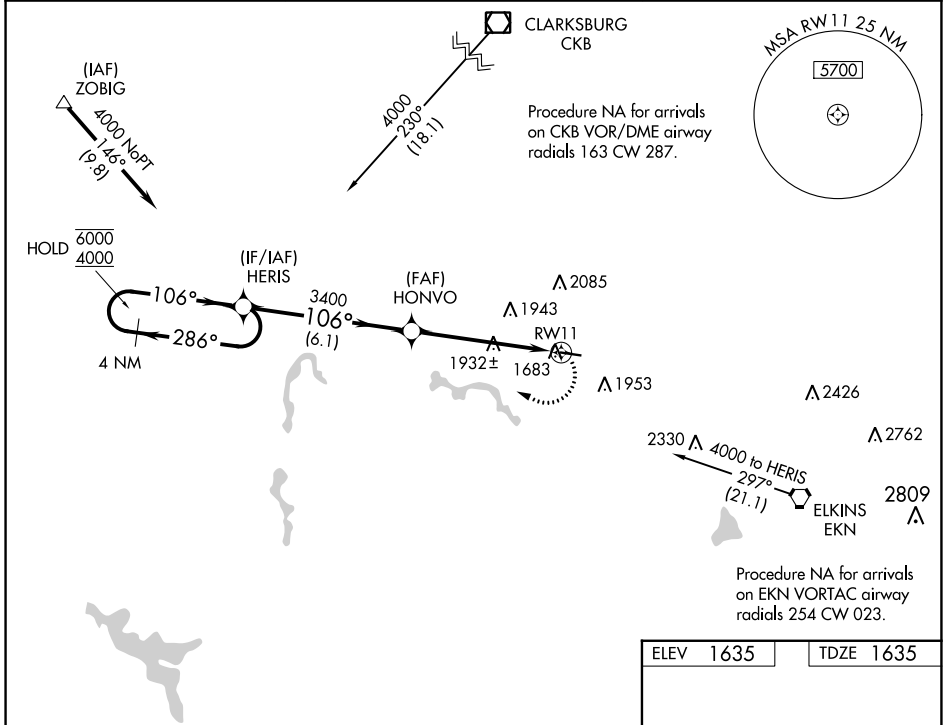 CLARKSBURG
CKB
MSA RW11 25 NM
5700
(IAF)
ZOBIG
4000 NoPT
146°
(9.8)
4000
230°
(18.1)
Procedure NA for arrivals
on CKB VOR/DME airway
radials 163 CW 287.
HOLD
6000
4000
(IF/IAF)
HERIS
106°
286°
4 NM
3400
106°
(6.1)
(FAF)
HONVO
2085
1943
RW11
1932±
1683
1953
2426
2762
2330
4000 to HERIS
297°
(21.1)
ELKINS
EKN
2809
Procedure NA for arrivals
on EKN VORTAC airway
radials 254 CW 023.
ELEV 1635
TDZE 1635